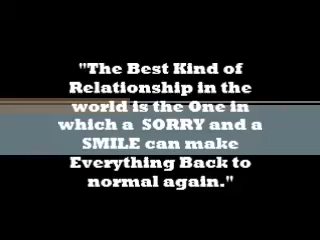 "The Best Kind of
Relationship in the
world is the One in
which a SORRY and a
SMILE can make
Everything Back to
normal again."